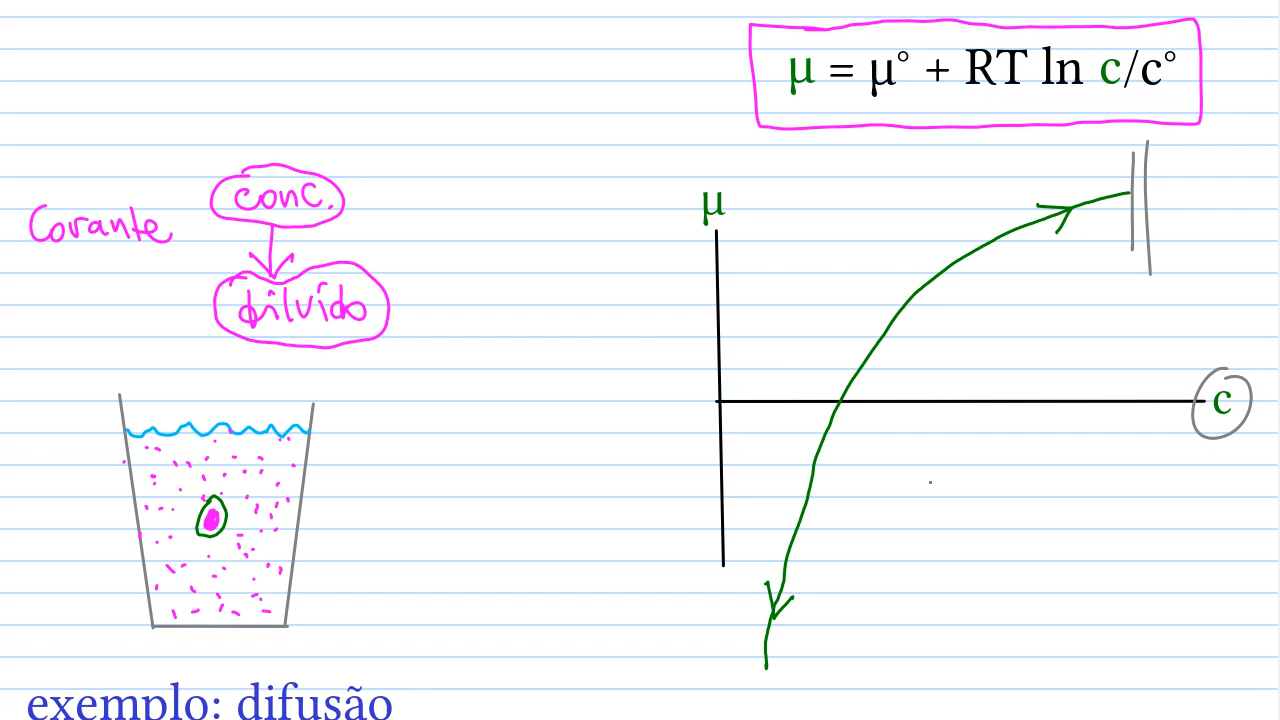 μ = μ° + RT ln c/c°
Corante
conc.
diluído
μ
c
exemplo: difusão